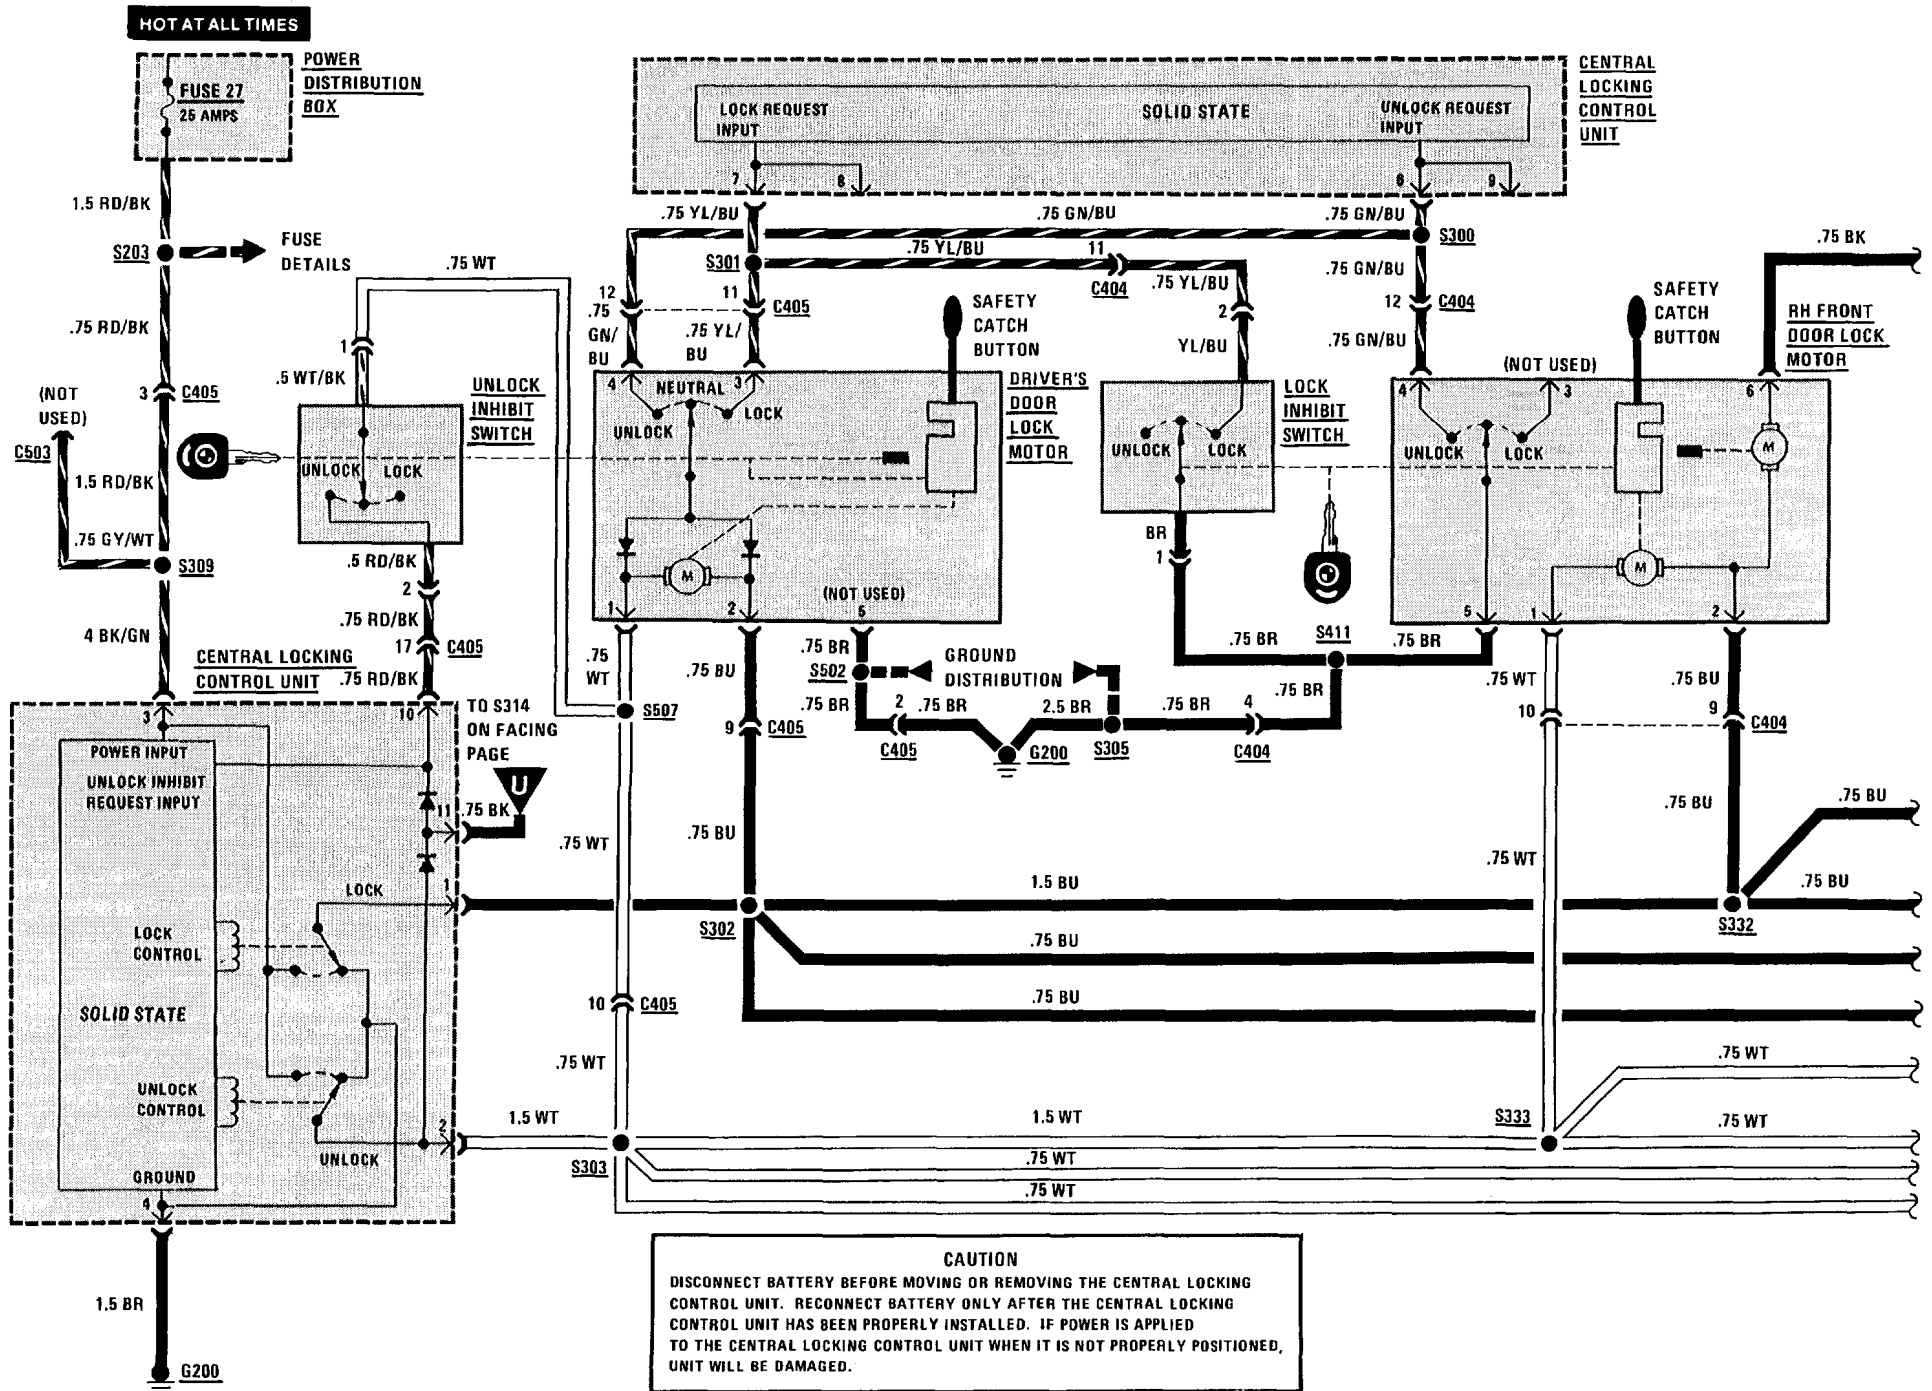 HOT AT ALL TIMES
POWER
DISTRIBUTION
BOX
FUSE 27
25 AMPS
1.5 RD/BK
S203
FUSE
DETAILS
.75 RD/BK
3
C405
(NOT
USED)
C503
1.5 RD/BK
.75 GY/WT
S309
4 BK/GN
.75 WT
1
.5 WT/BK
UNLOCK
INHIBIT
SWITCH
UNLOCK
LOCK
.5 RD/BK
2
.75 RD/BK
17
C405
.75 RD/BK
CENTRAL LOCKING
CONTROL UNIT
3
10
POWER INPUT
UNLOCK INHIBIT
REQUEST INPUT
TO S314
ON FACING
PAGE
U
11
.75 BK
LOCK
1
LOCK
CONTROL
SOLID STATE
UNLOCK
CONTROL
UNLOCK
2
GROUND
4
1.5 BR
G200
CENTRAL
LOCKING
CONTROL
UNIT
LOCK REQUEST
INPUT
SOLID STATE
UNLOCK REQUEST
INPUT
7
8
6
9
.75 YL/BU
.75 GN/BU
.75 GN/BU
S300
S301
.75 YL/BU
11
C404
.75 YL/BU
.75 GN/BU
12
C404
.75 GN/BU
12
11
C405
.75
GN/
BU
.75 YL/
BU
2
YL/BU
SAFETY
CATCH
BUTTON
DRIVER'S
DOOR
LOCK
MOTOR
4
NEUTRAL
3
UNLOCK
LOCK
M
(NOT USED)
1
2
5
LOCK
INHIBIT
SWITCH
UNLOCK
LOCK
BR
1
SAFETY
CATCH
BUTTON
.75 BK
RH FRONT
DOOR LOCK
MOTOR
(NOT USED)
4
3
6
UNLOCK
LOCK
M
M
5
1
2
.75 BR
S411
.75 BR
.75 BR
.75
WT
S507
.75 BU
9
C405
.75 BR
S502
.75 BR
GROUND
DISTRIBUTION
2
C405
.75 BR
2.5 BR
G200
S305
.75 BR
4
C404
.75 WT
10
.75 BU
9
C404
.75 WT
.75 BU
.75 BU
.75 BU
.75 WT
1.5 BU
.75 BU
S302
S332
.75 BU
.75 BU
10
C405
.75 WT
1.5 WT
S303
1.5 WT
S333
.75 WT
.75 WT
.75 WT
.75 WT
CAUTION
DISCONNECT BATTERY BEFORE MOVING OR REMOVING THE CENTRAL LOCKING
CONTROL UNIT. RECONNECT BATTERY ONLY AFTER THE CENTRAL LOCKING
CONTROL UNIT HAS BEEN PROPERLY INSTALLED. IF POWER IS APPLIED
TO THE CENTRAL LOCKING CONTROL UNIT WHEN IT IS NOT PROPERLY POSITIONED,
UNIT WILL BE DAMAGED.